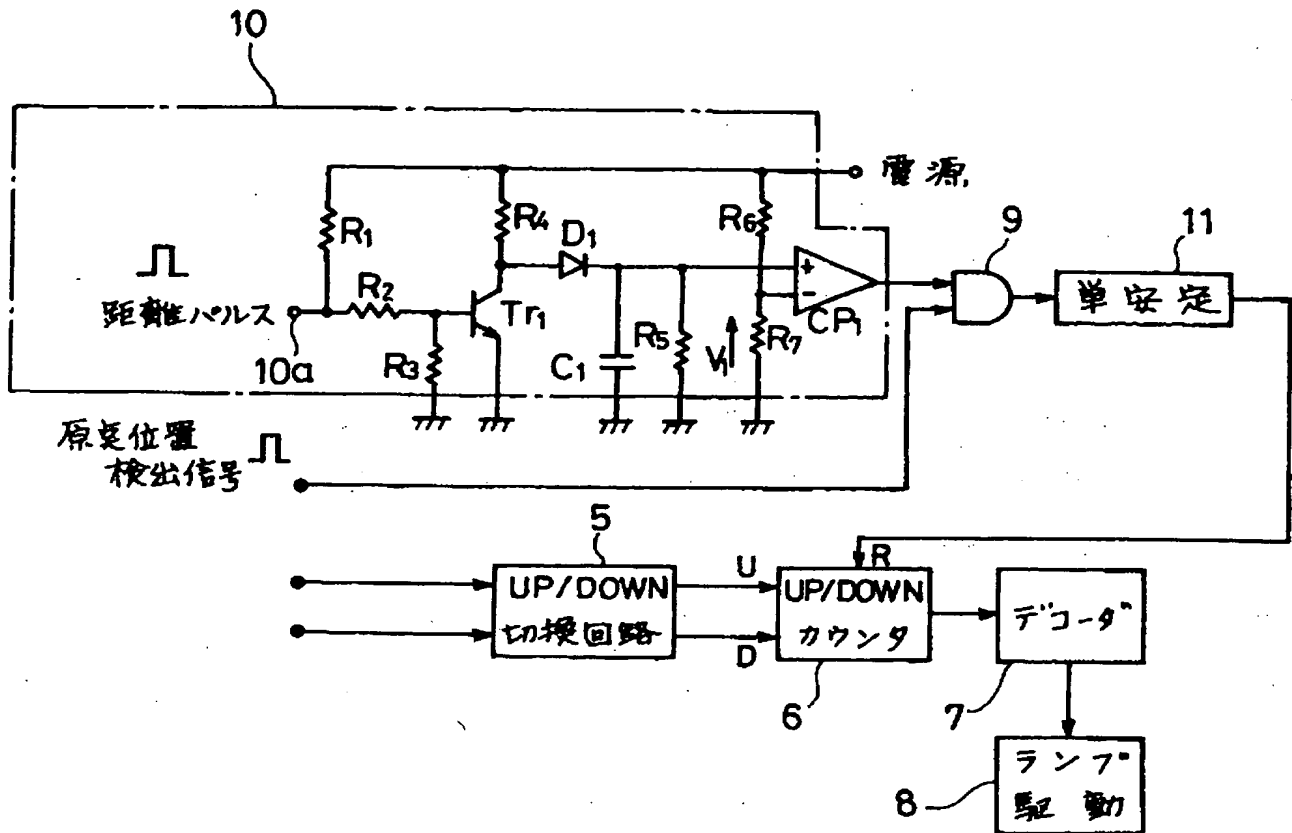 10
電源
R1
R4
D1
R6
9
11
距離パルス
R2
Tr1
10a
R3
C1
R5
V1
R7
+
-
CP1
単安定
原点位置
検出信号
5
UP/DOWN
切換回路
U
D
R
UP/DOWN
カウンタ
6
デコーダ
7
ランプ
駆動
8